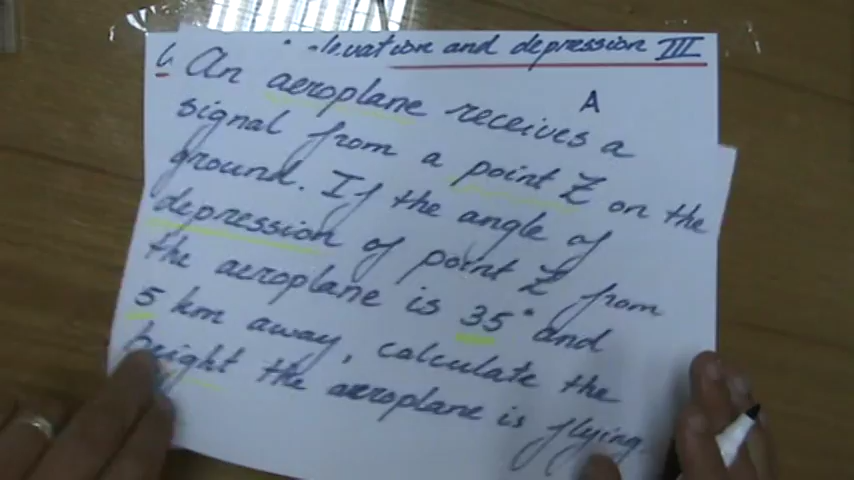 and depression III
A
6. An aeroplane receives a
signal from a point Z on the
ground. If the angle of
depression of point Z from
the aeroplane is 35° and
5 km away, calculate the
height the aeroplane is flying.